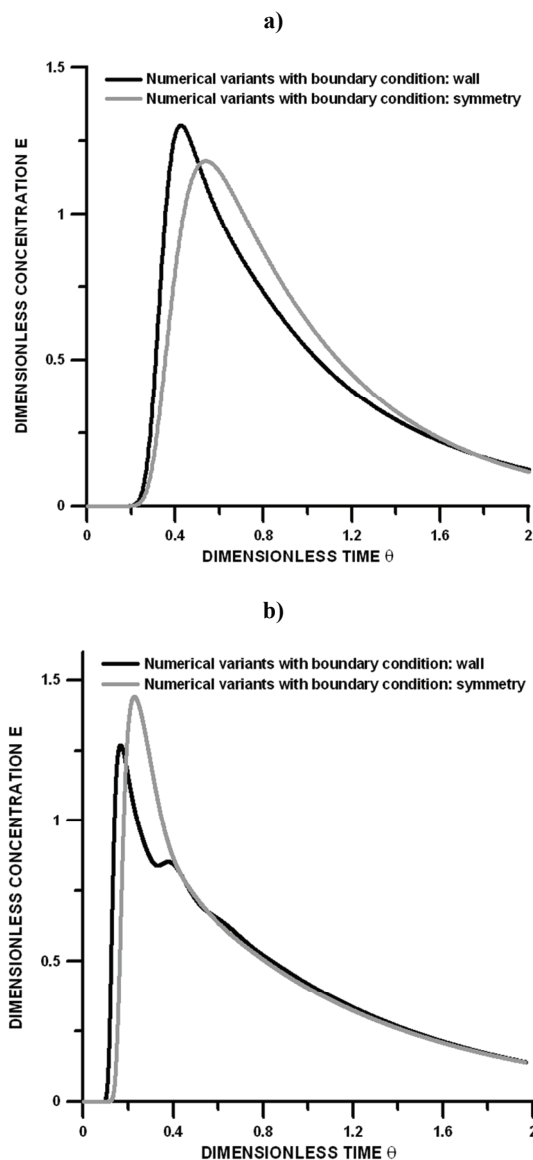 a)
1.5
Numerical variants with boundary condition: wall
Numerical variants with boundary condition: symmetry
DIMENSIONLESS CONCENTRATION E
1
0.5
0
0 0.4 0.8 1.2 1.6 2
DIMENSIONLESS TIME θ
b)
1.5
Numerical variants with boundary condition: wall
Numerical variants with boundary condition: symmetry
DIMENSIONLESS CONCENTRATION E
1
0.5
0
0 0.4 0.8 1.2 1.6 2
DIMENSIONLESS TIME θ